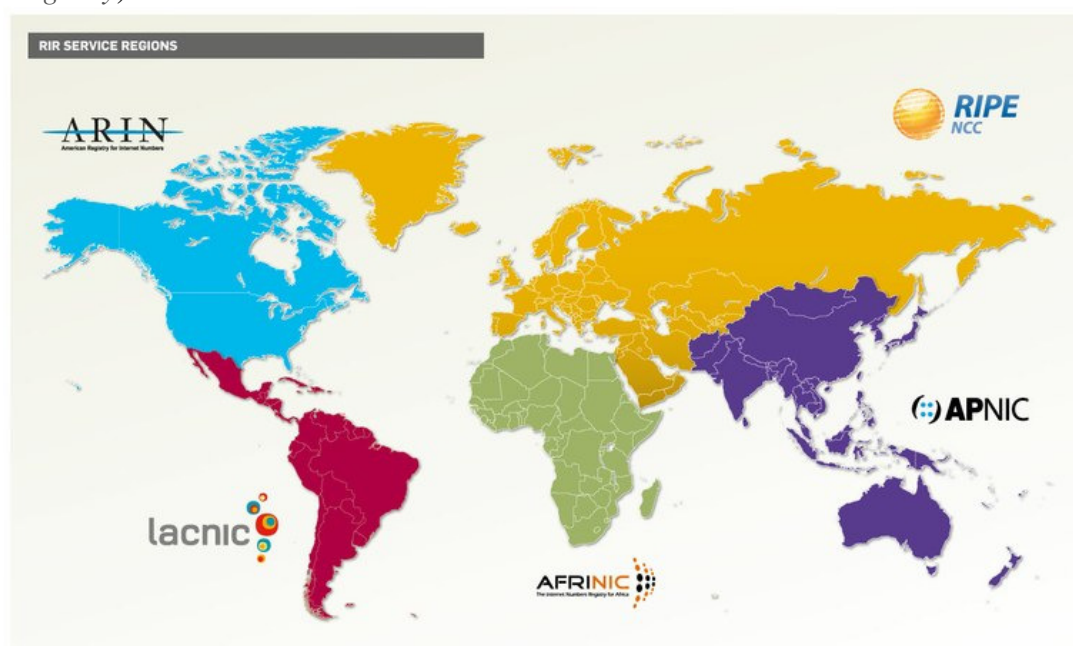 RIR SERVICE REGIONS
ARIN
American Registry for Internet Numbers
RIPE
NCC
APNIC
lacnic
AFRINIC
The Internet Numbers Registry for Africa